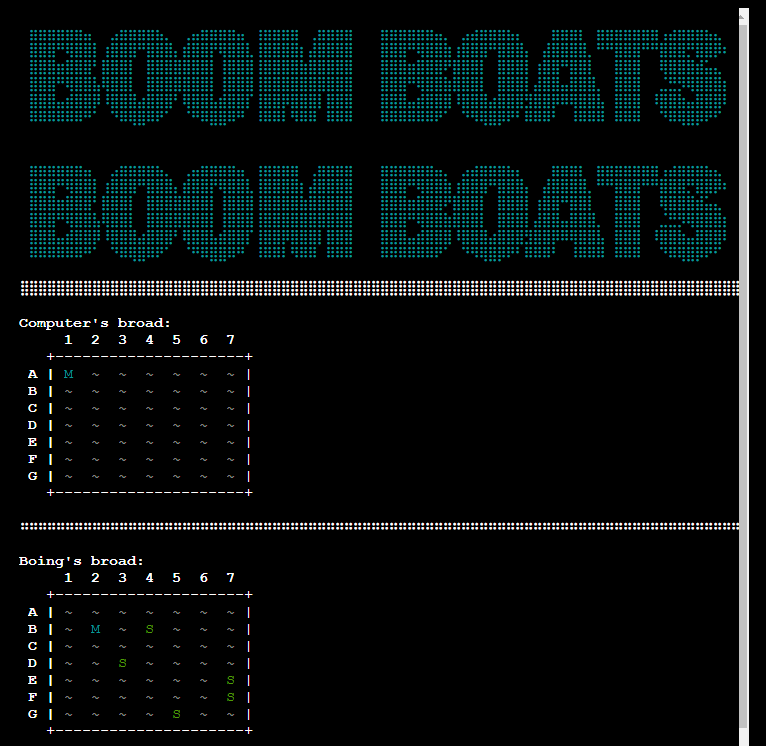 BOOM BOATS
BOOM BOATS
Computer's broad:
1 2 3 4 5 6 7
+---------------------+
A | M ~ ~ ~ ~ ~ ~ |
B | ~ ~ ~ ~ ~ ~ ~ |
C | ~ ~ ~ ~ ~ ~ ~ |
D | ~ ~ ~ ~ ~ ~ ~ |
E | ~ ~ ~ ~ ~ ~ ~ |
F | ~ ~ ~ ~ ~ ~ ~ |
G | ~ ~ ~ ~ ~ ~ ~ |
+---------------------+
Boing's broad:
1 2 3 4 5 6 7
+---------------------+
A | ~ ~ ~ ~ ~ ~ ~ |
B | ~ M ~ S ~ ~ ~ |
C | ~ ~ ~ ~ ~ ~ ~ |
D | ~ ~ S ~ ~ ~ ~ |
E | ~ ~ ~ ~ ~ ~ S |
F | ~ ~ ~ ~ ~ ~ S |
G | ~ ~ ~ ~ S ~ ~ |
+---------------------+